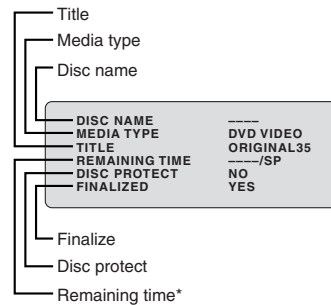 Title
Media type
Disc name
DISC NAME ----
MEDIA TYPE DVD VIDEO
TITLE ORIGINAL35
REMAINING TIME ----/SP
DISC PROTECT NO
FINALIZED YES
Finalize
Disc protect
Remaining time*